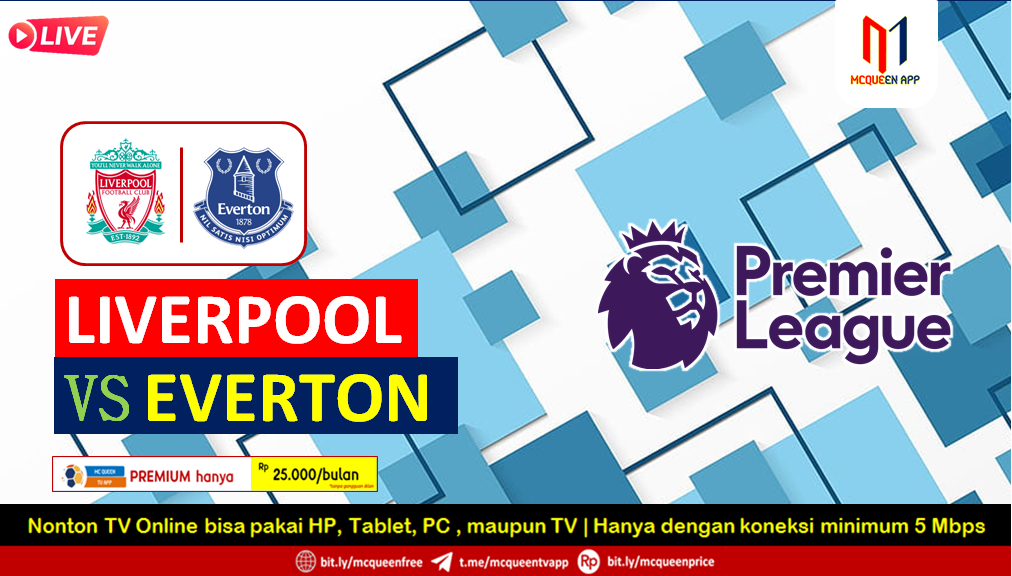 LIVE
MCQUEEN APP
YOU'LL NEVER WALK ALONE
LIVERPOOL
FOOTBALL CLUB
EST·1892
Everton
1878
NIL SATIS NISI OPTIMUM
Premier
League
LIVERPOOL
VS EVERTON
MC QUEEN
TV APP
PREMIUM hanya
Rp 25.000/bulan
*tanpa gangguan iklan
Nonton TV Online bisa pakai HP, Tablet, PC , maupun TV | Hanya dengan koneksi minimum 5 Mbps
bit.ly/mcqueenfree t.me/mcqueentvapp Rp bit.ly/mcqueenprice